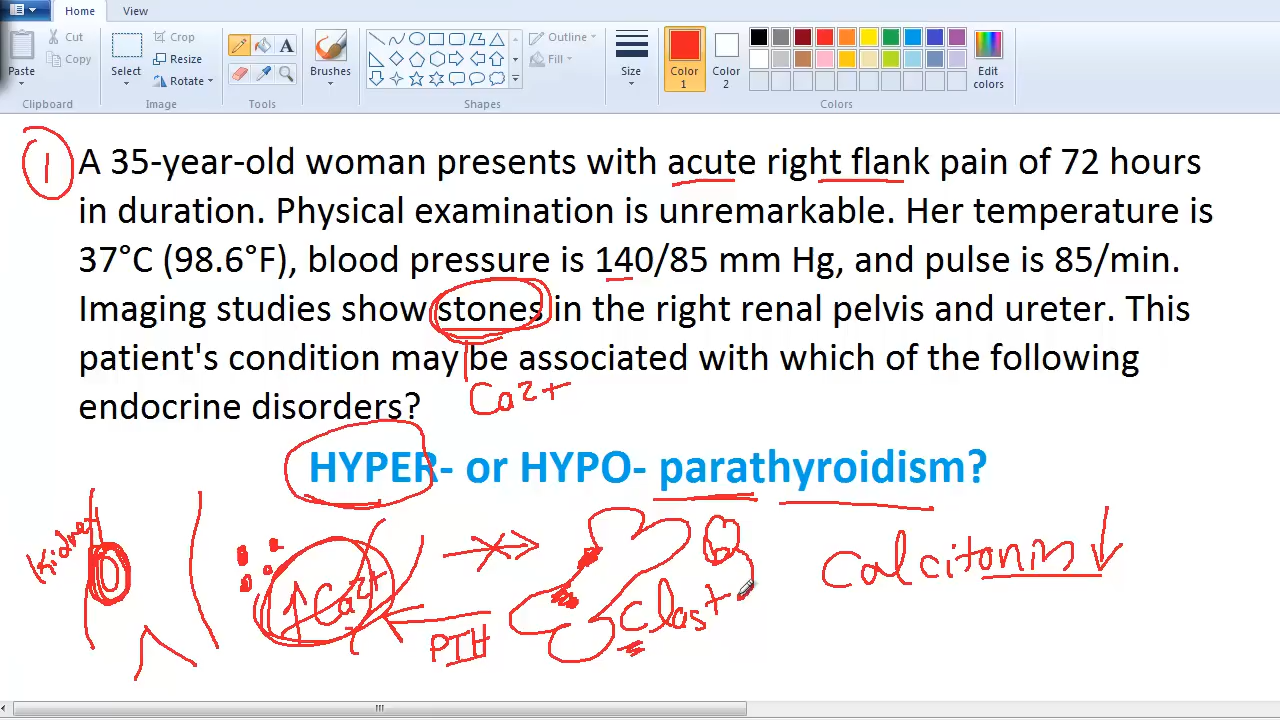 Home View
Cut
Copy
Paste
Clipboard
Select
Crop
Resize
Rotate
Image
A
Tools
Brushes
Shapes
Outline
Fill
Size
Color 1
Color 2
Edit colors
Colors
1
A 35-year-old woman presents with acute right flank pain of 72 hours
in duration. Physical examination is unremarkable. Her temperature is
37°C (98.6°F), blood pressure is 140/85 mm Hg, and pulse is 85/min.
Imaging studies show stones in the right renal pelvis and ureter. This
patient's condition may be associated with which of the following
endocrine disorders?
Ca2+
HYPER- or HYPO- parathyroidism?
Kidney
↑Ca2+
PTH
clast
Calcitonin ↓